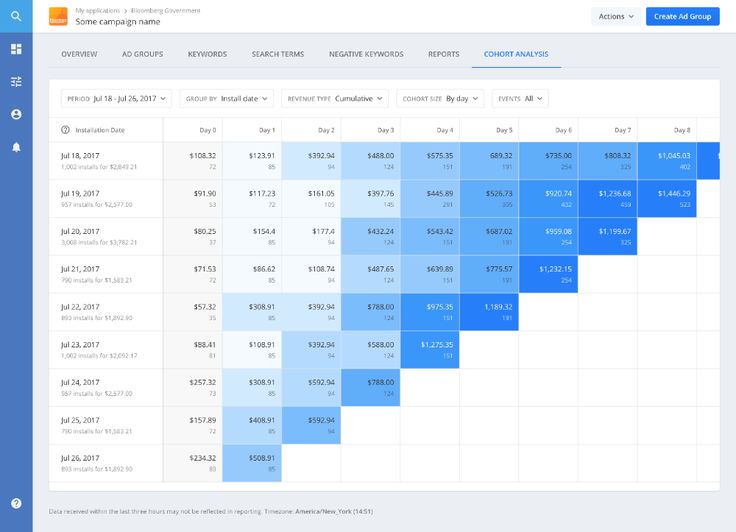 My applications > Bloomberg Government
Some campaign name
Actions
Create Ad Group
OVERVIEW AD GROUPS KEYWORDS SEARCH TERMS NEGATIVE KEYWORDS REPORTS COHORT ANALYSIS
PERIOD Jul 18 - Jul 26, 2017 GROUP BY Install date REVENUE TYPE Cumulative COHORT SIZE By day EVENTS All
Installation Date Day 0 Day 1 Day 2 Day 3 Day 4 Day 5 Day 6 Day 7 Day 8
Jul 18, 2017 $108.32 $123.91 $392.94 $488.00 $575.35 689.32 $735.00 $808.32 $1,045.03
1,002 installs for $2,849.21 72 85 94 124 151 191 254 325 402
Jul 19, 2017 $91.90 $117.23 $161.05 $397.76 $445.89 $526.73 $920.74 $1,236.68 $1,446.29
957 installs for $2,577.00 53 72 105 145 291 305 432 459 523
Jul 20, 2017 $80.25 $154.4 $177.4 $432.24 $543.42 $687.02 $959.08 $1,199.67
3,008 installs for $3,782.21 37 85 94 124 151 191 254 325
Jul 21, 2017 $71.53 $86.62 $108.74 $487.65 $639.89 $775.57 $1,232.15
790 installs for $1,583.21 72 85 94 124 151 191 254
Jul 22, 2017 $57.32 $308.91 $392.94 $788.00 $975.35 1,189.32
893 installs for $1,892.90 35 85 94 124 151 191
Jul 23, 2017 $88.41 $108.91 $392.94 $588.00 $1,275.35
1,002 installs for $2,092.17 81 85 94 124 151
Jul 24, 2017 $257.32 $308.91 $592.94 $788.00
957 installs for $2,577.00 73 85 94 124
Jul 25, 2017 $157.89 $408.91 $592.94
790 installs for $1,583.21 72 85 94
Jul 26, 2017 $234.32 $508.91
893 installs for $1,892.90 80 85
Data received within the last three hours may not be reflected in reporting. Timezone: America/New_York (14:51)